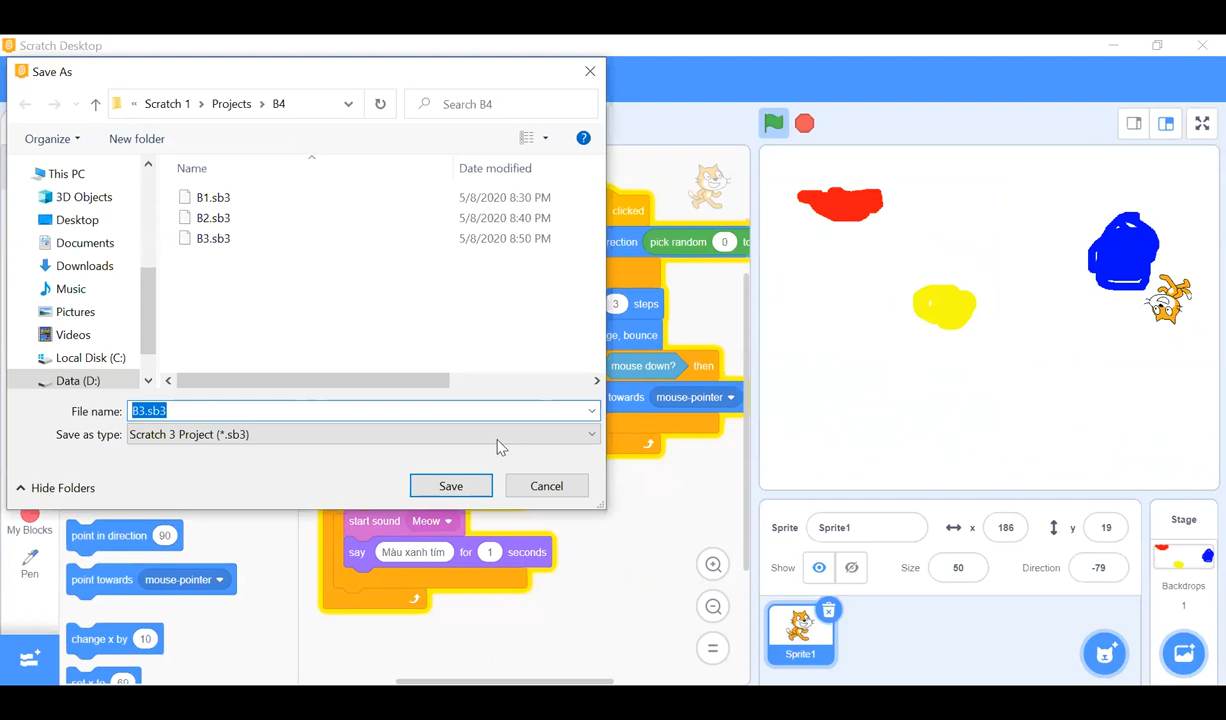 Scratch Desktop
Save As
« Scratch 1 › Projects › B4
Search B4
Organize
New folder
Name
Date modified
This PC
3D Objects
Desktop
Documents
Downloads
Music
Pictures
Videos
Local Disk (C:)
Data (D:)
B1.sb3 5/8/2020 8:30 PM
B2.sb3 5/8/2020 8:40 PM
B3.sb3 5/8/2020 8:50 PM
File name: B3.sb3
Save as type: Scratch 3 Project (*.sb3)
Hide Folders
Save
Cancel
clicked
pick random 0
3 steps
bounce
mouse down? then
towards mouse-pointer
start sound Meow
say Màu xanh tím for 1 seconds
My Blocks
Pen
point in direction 90
point towards mouse-pointer
change x by 10
Sprite Sprite1 x 186 y 19
Show Size 50 Direction -79
Sprite1
Stage
Backdrops
1